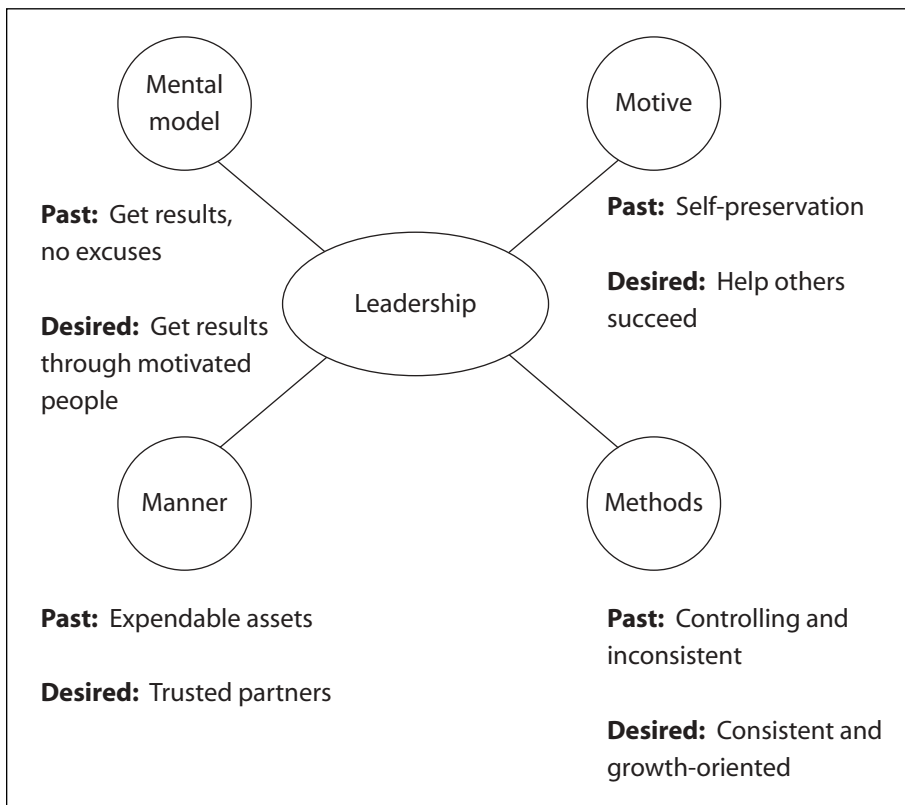 Mental
model
Past: Get results,
no excuses
Desired: Get results
through motivated
people
Motive
Past: Self-preservation
Desired: Help others
succeed
Leadership
Manner
Past: Expendable assets
Desired: Trusted partners
Methods
Past: Controlling and
inconsistent
Desired: Consistent and
growth-oriented